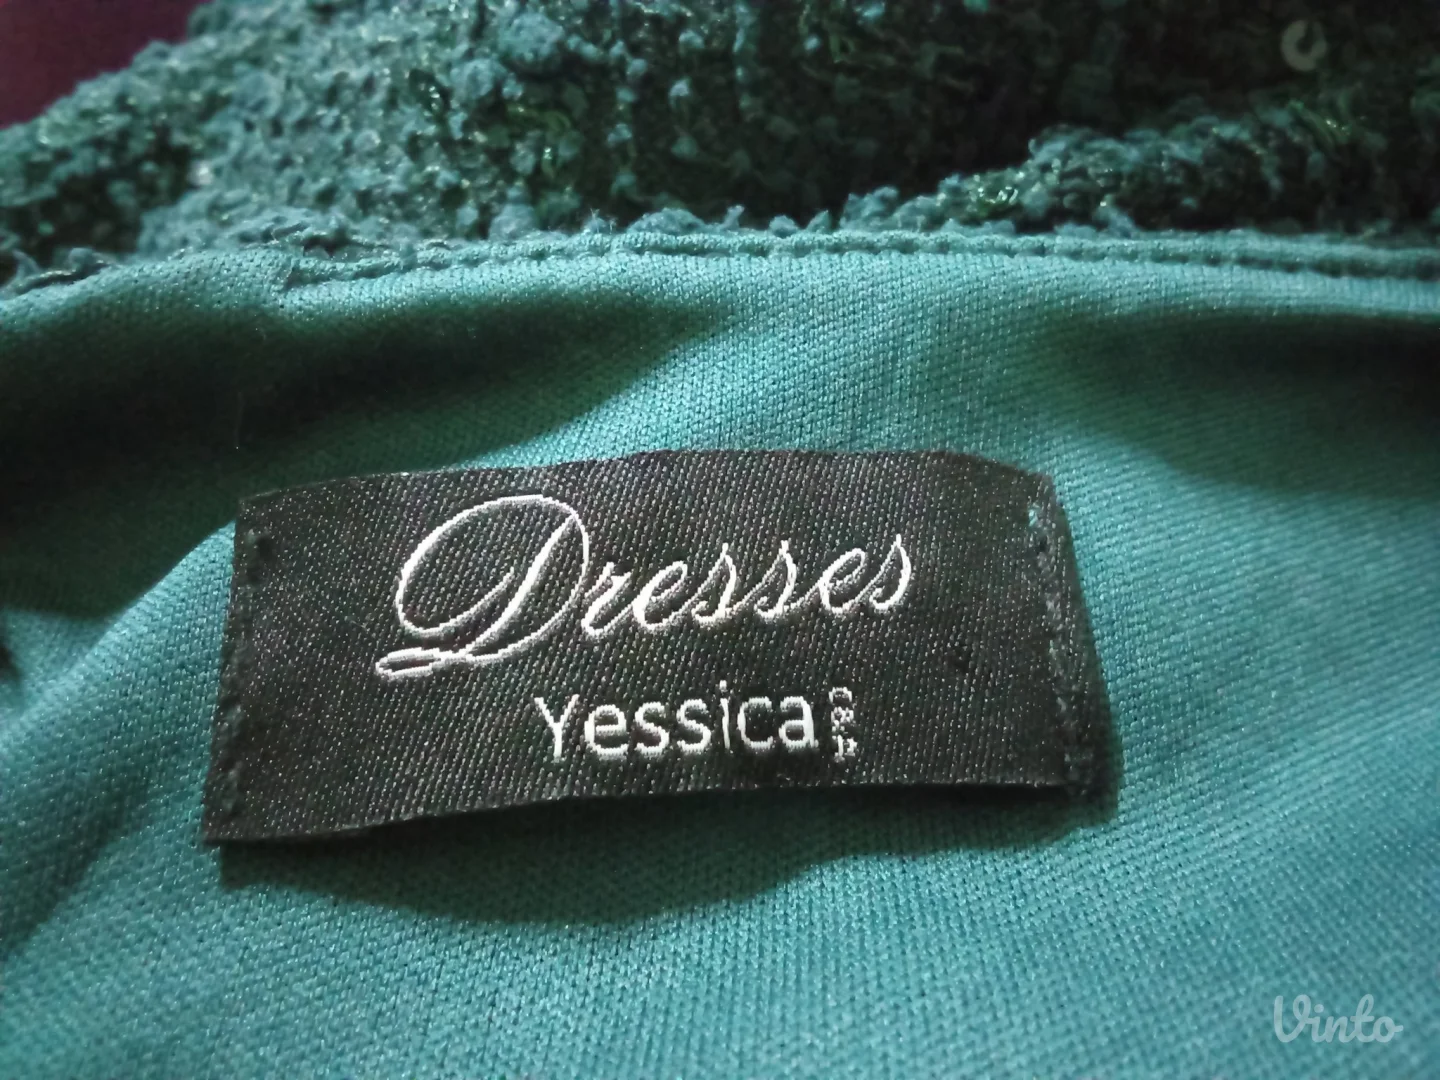 Dresses
Yessica C&A
Vinto